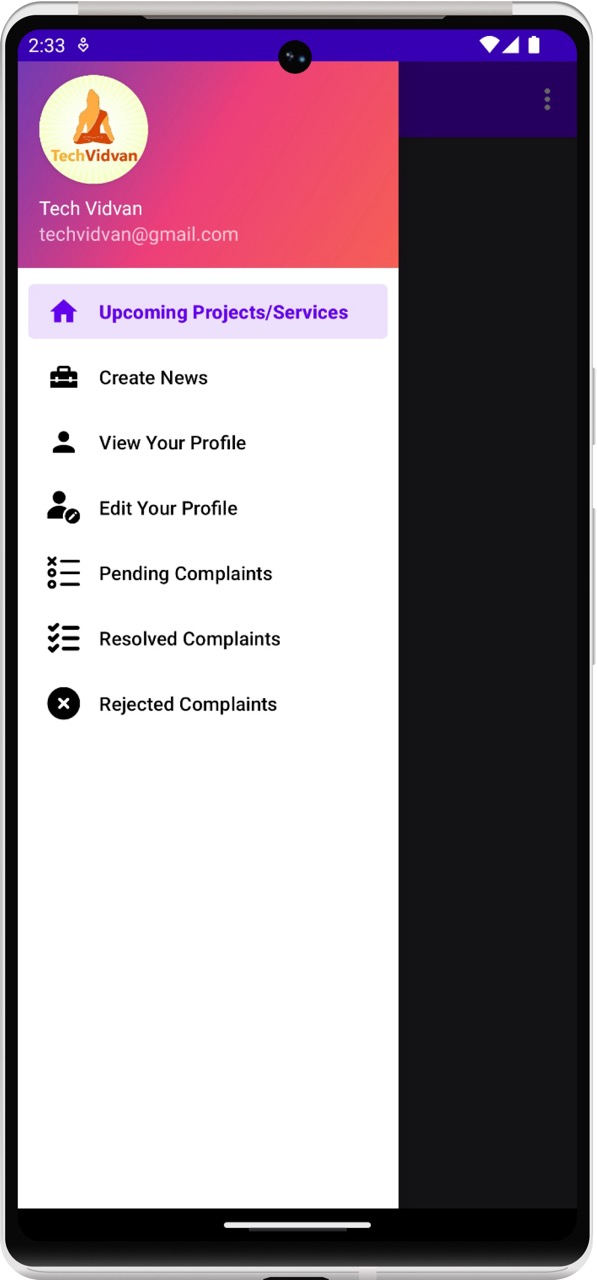 2:33
TechVidvan
Tech Vidvan
techvidvan@gmail.com
Upcoming Projects/Services
Create News
View Your Profile
Edit Your Profile
Pending Complaints
Resolved Complaints
Rejected Complaints